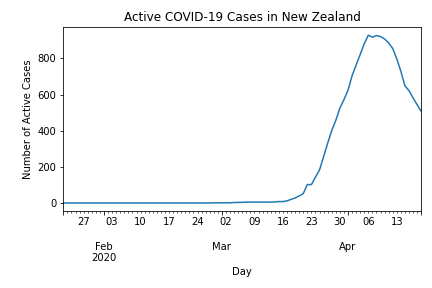 Active COVID-19 Cases in New Zealand
Number of Active Cases
800
600
400
200
0
27 03 10 17 24 02 09 16 23 30 06 13
Feb Mar Apr
2020
Day